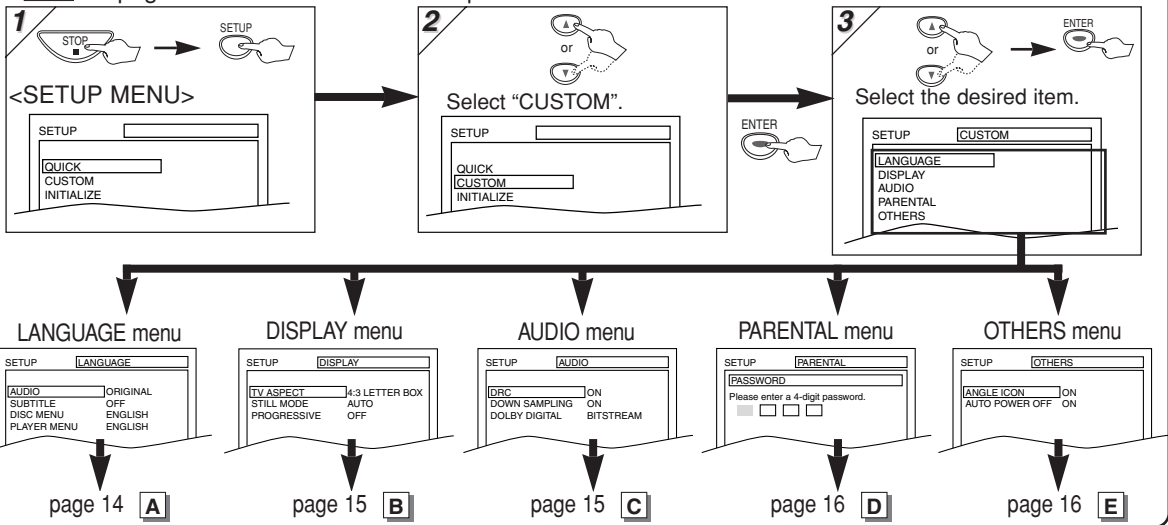 1
STOP
SETUP
<SETUP MENU>
SETUP
QUICK
CUSTOM
INITIALIZE
2
or
Select “CUSTOM”.
SETUP
QUICK
CUSTOM
INITIALIZE
ENTER
3
or
ENTER
Select the desired item.
SETUP CUSTOM
LANGUAGE
DISPLAY
AUDIO
PARENTAL
OTHERS
LANGUAGE menu
SETUP LANGUAGE
AUDIO ORIGINAL
SUBTITLE OFF
DISC MENU ENGLISH
PLAYER MENU ENGLISH
page 14 A
DISPLAY menu
SETUP DISPLAY
TV ASPECT 4:3 LETTER BOX
STILL MODE AUTO
PROGRESSIVE OFF
page 15 B
AUDIO menu
SETUP AUDIO
DRC ON
DOWN SAMPLING ON
DOLBY DIGITAL BITSTREAM
page 15 C
PARENTAL menu
SETUP PARENTAL
PASSWORD
Please enter a 4-digit password.
page 16 D
OTHERS menu
SETUP OTHERS
ANGLE ICON ON
AUTO POWER OFF ON
page 16 E